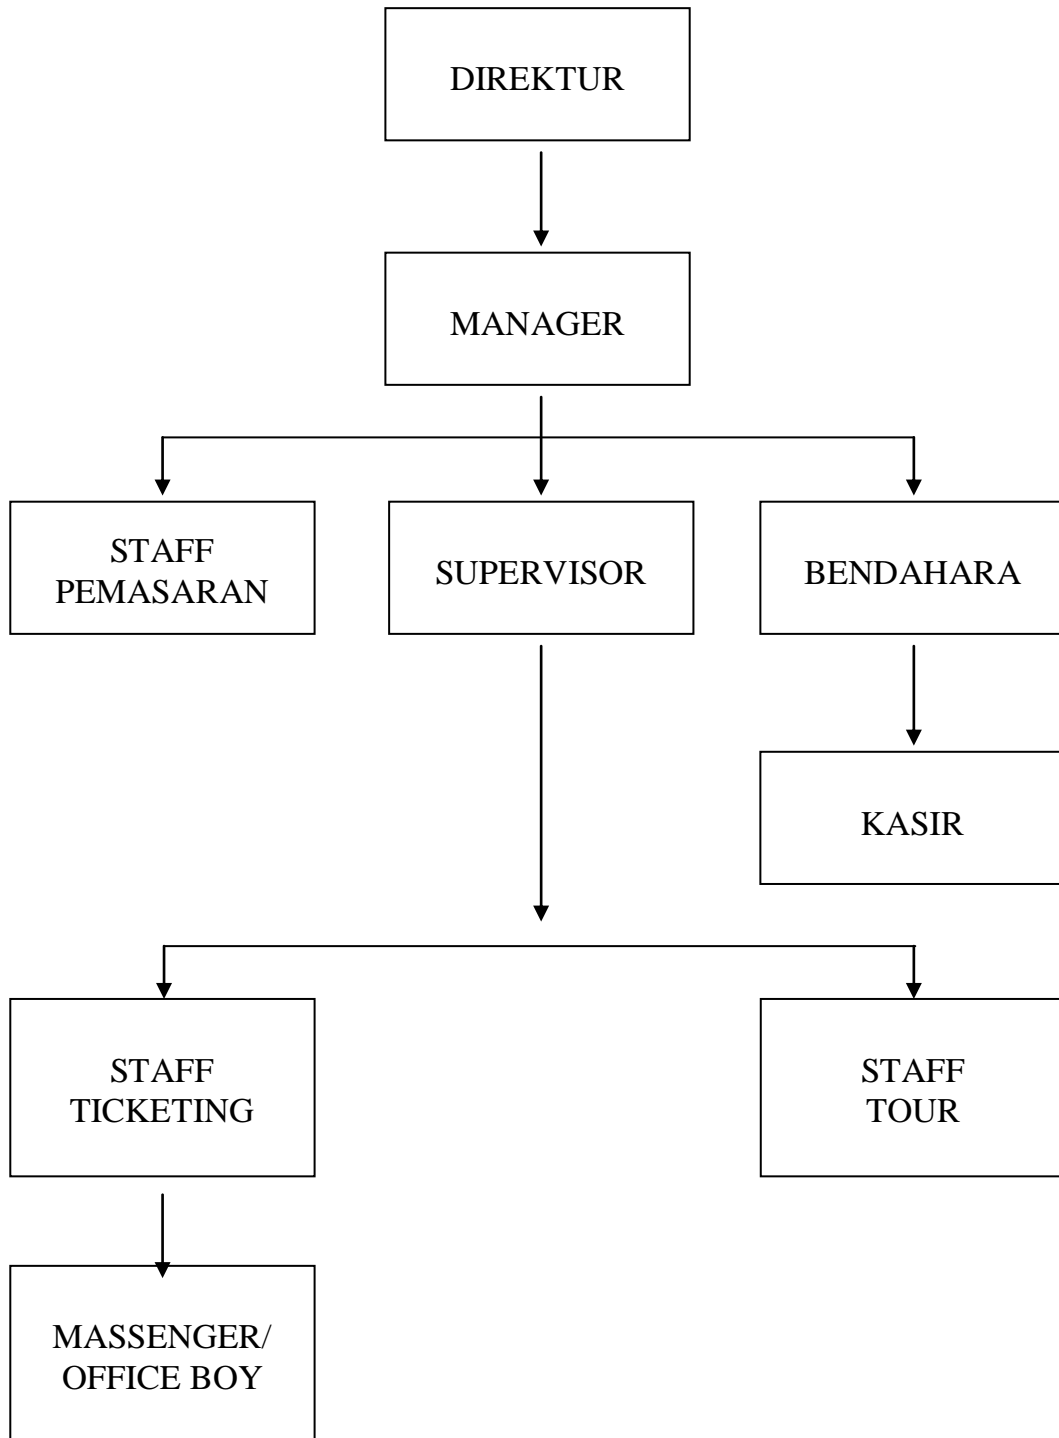 DIREKTUR
MANAGER
STAFF
PEMASARAN
SUPERVISOR
BENDAHARA
KASIR
STAFF
TICKETING
STAFF
TOUR
MASSENGER/
OFFICE BOY